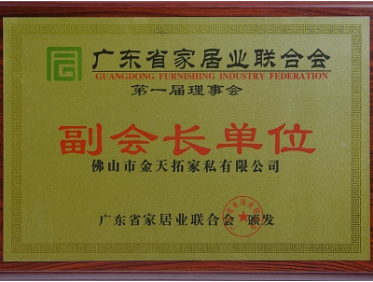 广东省家居业联合会
GUANGDONG FURNISHING INDUSTRY FEDERATION
第一届理事会
副会长单位
佛山市金天拓家私有限公司
广东省家居业联合会 颁发